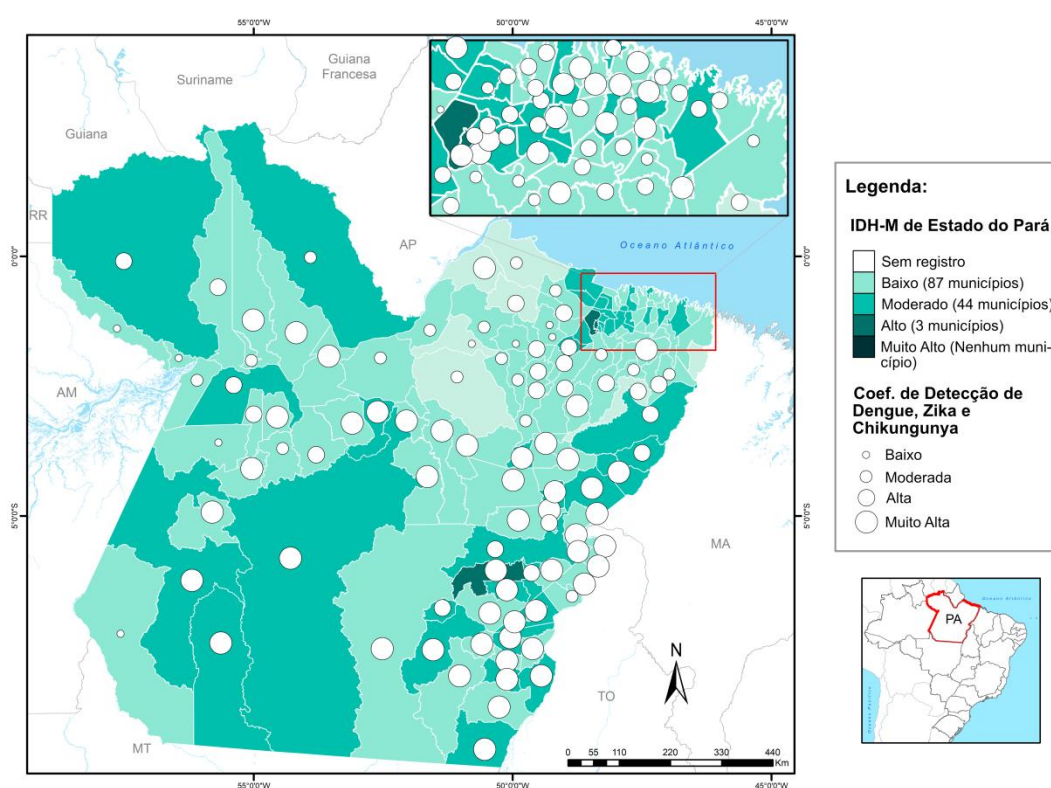 55°0'0"W
50°0'0"W
45°0'0"W
Guiana
Francesa
Suriname
Guiana
RR
AP
0°0'0"
0°0'0"
Oceano Atlântico
AM
5°0'0"S
5°0'0"S
MA
TO
MT
N
0 55 110 220 330 440
Km
55°0'0"W
50°0'0"W
45°0'0"W
Legenda:
IDH-M de Estado do Pará
Sem registro
Baixo (87 municípios)
Moderado (44 municípios)
Alto (3 municípios)
Muito Alto (Nenhum muni-
cípio)
Coef. de Detecção de
Dengue, Zika e
Chikungunya
Baixo
Moderada
Alta
Muito Alta
PA
Oceano Atlântico
Oceano Pacífico